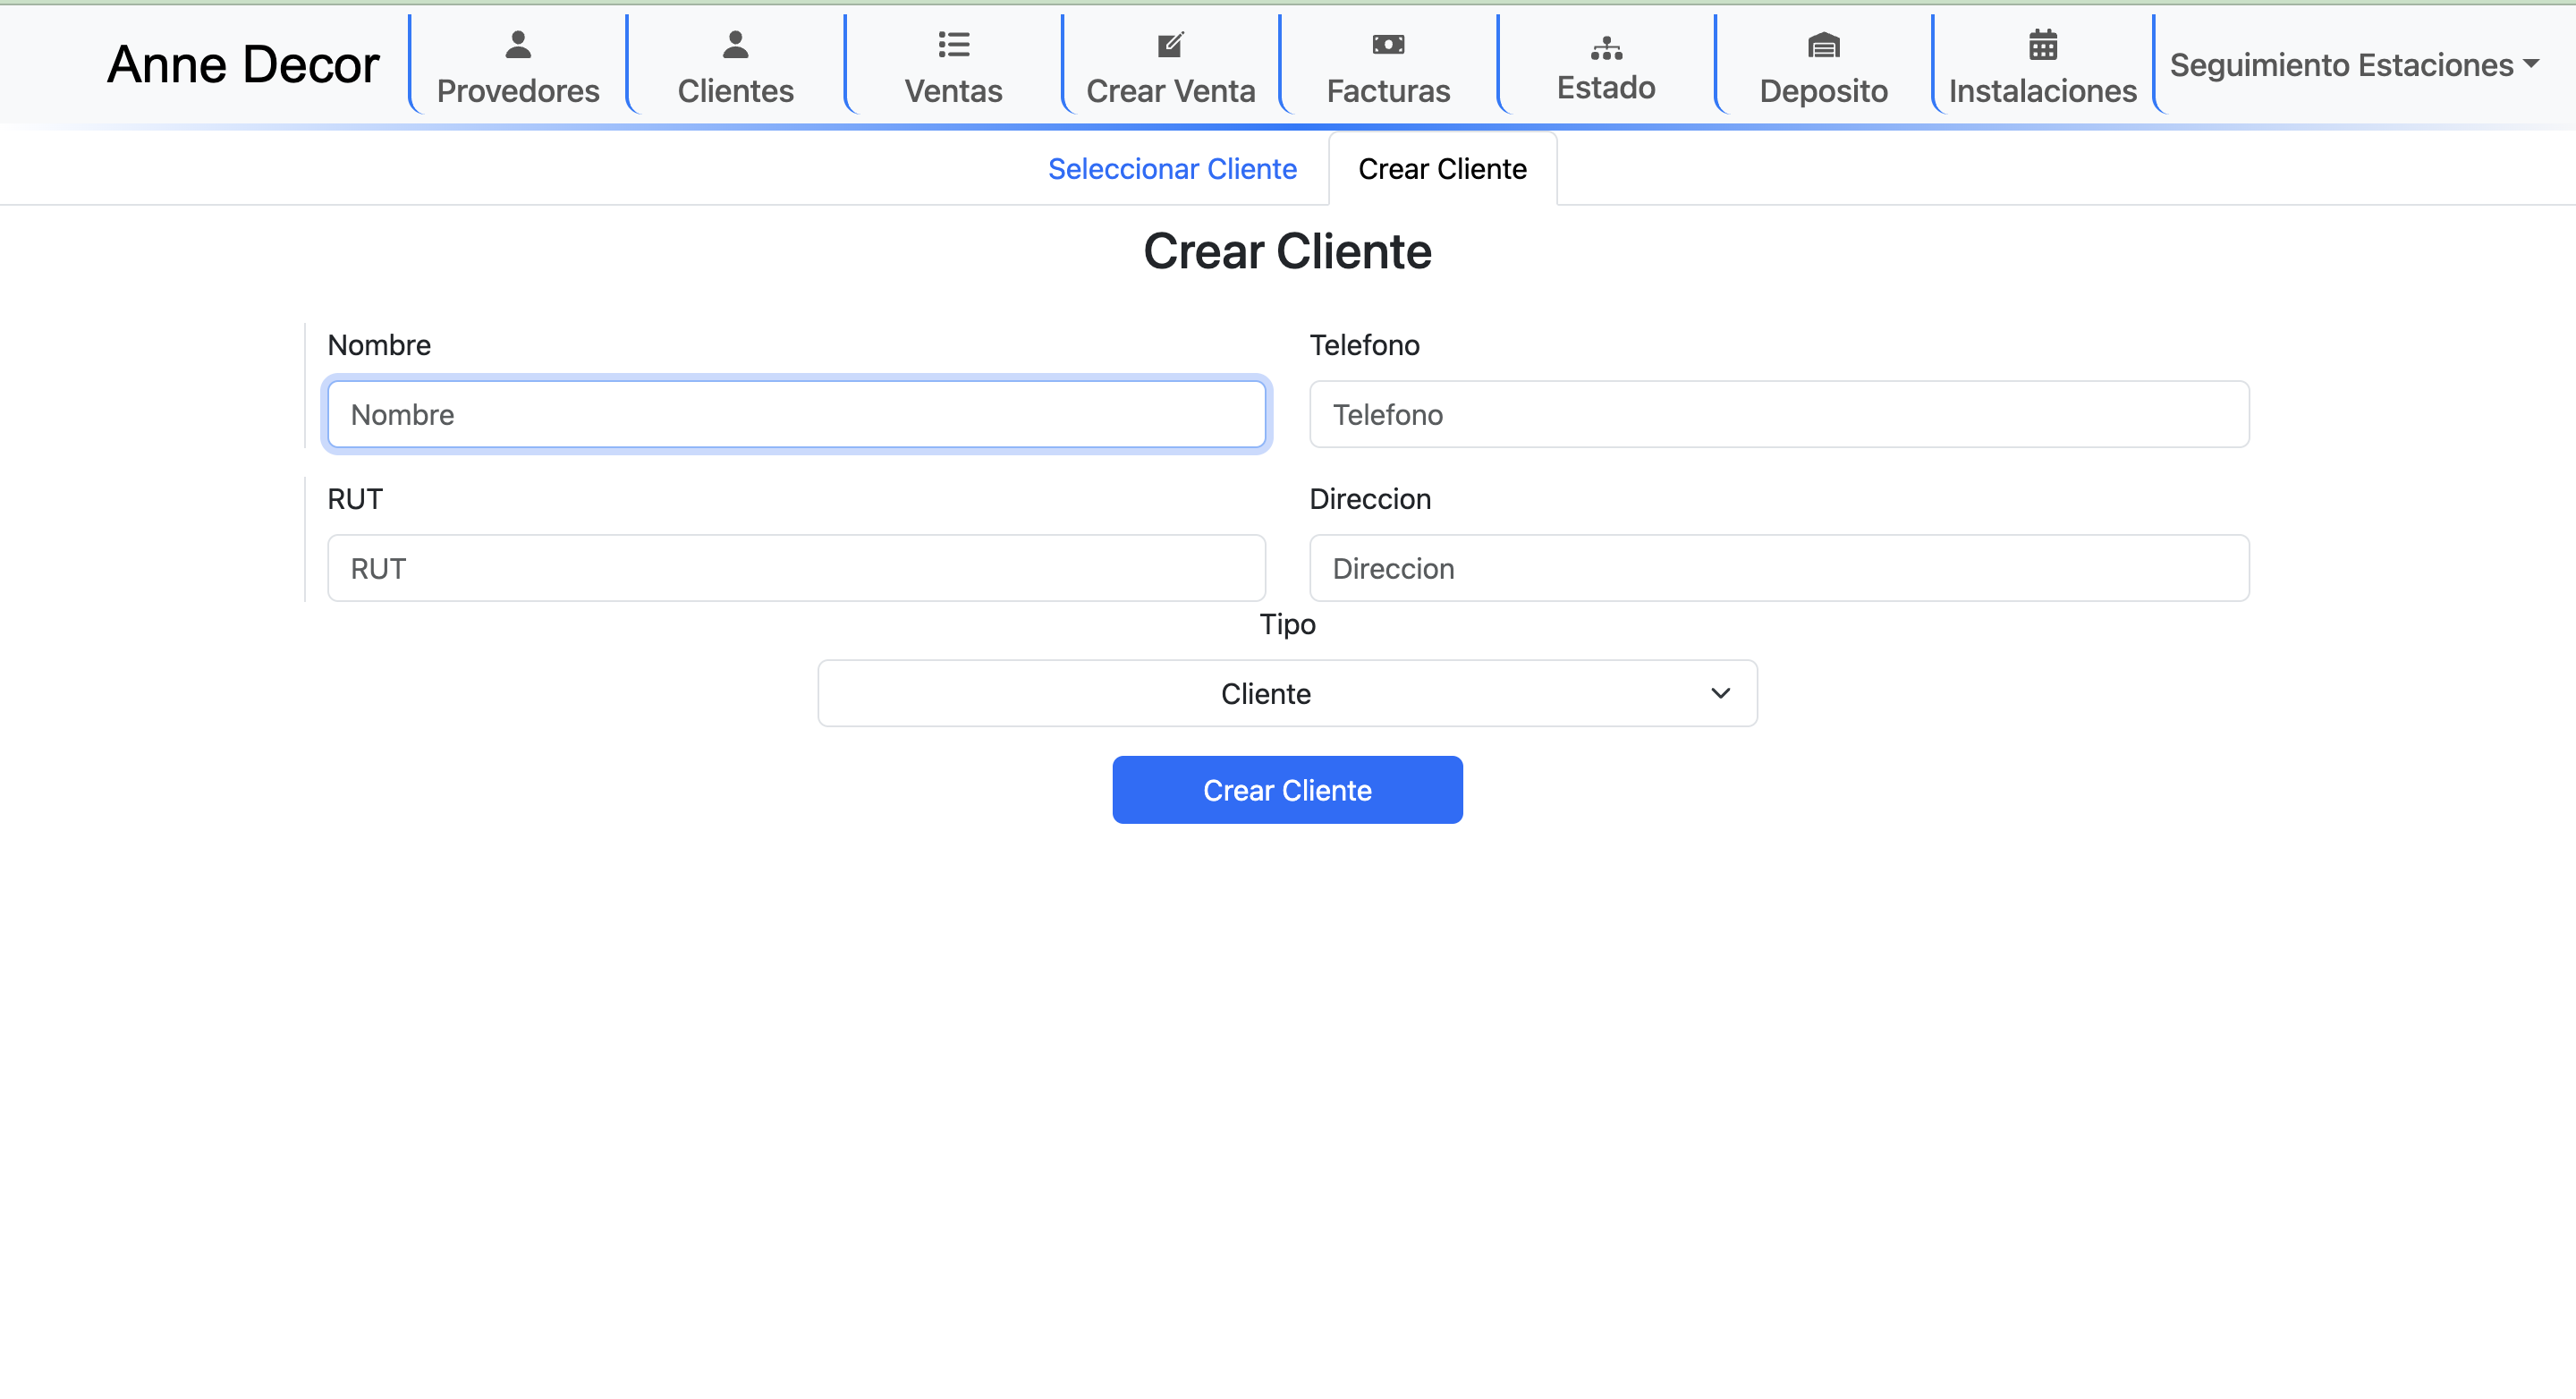 Anne Decor
Provedores
Clientes
Ventas
Crear Venta
Facturas
Estado
Deposito
Instalaciones
Seguimiento Estaciones
Seleccionar Cliente
Crear Cliente
Crear Cliente
Nombre
Telefono
Nombre
Telefono
RUT
Direccion
RUT
Direccion
Tipo
Cliente
Crear Cliente